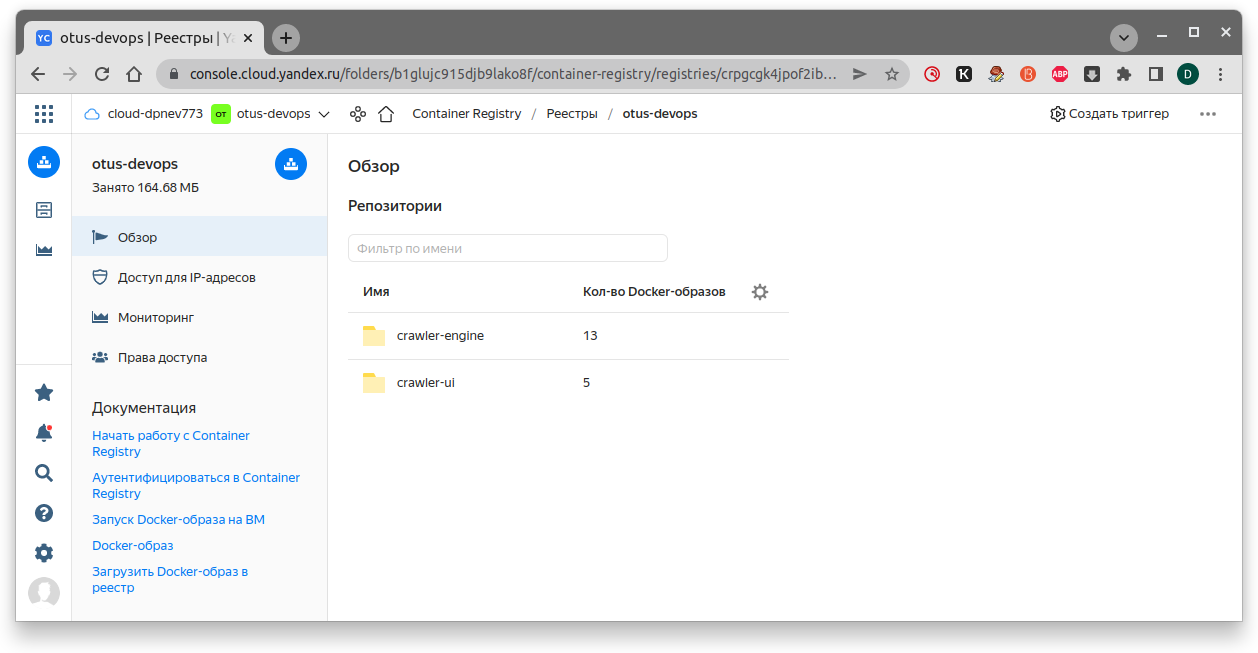 YC otus-devops | Реестры | Ya
console.cloud.yandex.ru/folders/b1glujc915djb9lako8f/container-registry/registries/crpgcgk4jpof2ib…
K
B
ABP
D
cloud-dpnev773 ОТ otus-devops
Container Registry / Реестры / otus-devops
Создать триггер
otus-devops
Занято 164.68 МБ
Обзор
Доступ для IP-адресов
Мониторинг
Права доступа
Документация
Начать работу с Container
Registry
Аутентифицироваться в Container
Registry
Запуск Docker-образа на ВМ
Docker-образ
Загрузить Docker-образ в
реестр
Обзор
Репозитории
Фильтр по имени
Имя Кол-во Docker-образов
crawler-engine 13
crawler-ui 5